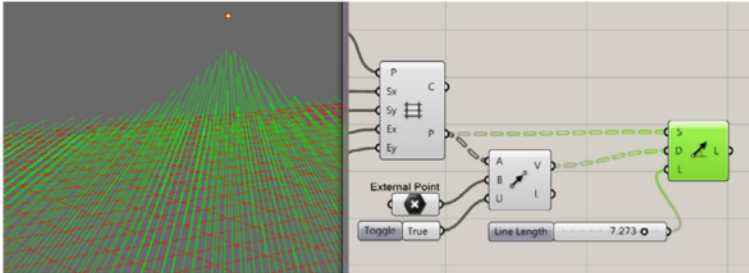 P
C
Sx
Sy
Ex
P
Ey
S
D
L
L
A
V
B
U
L
External Point
Toggle
True
Line Length
7.273